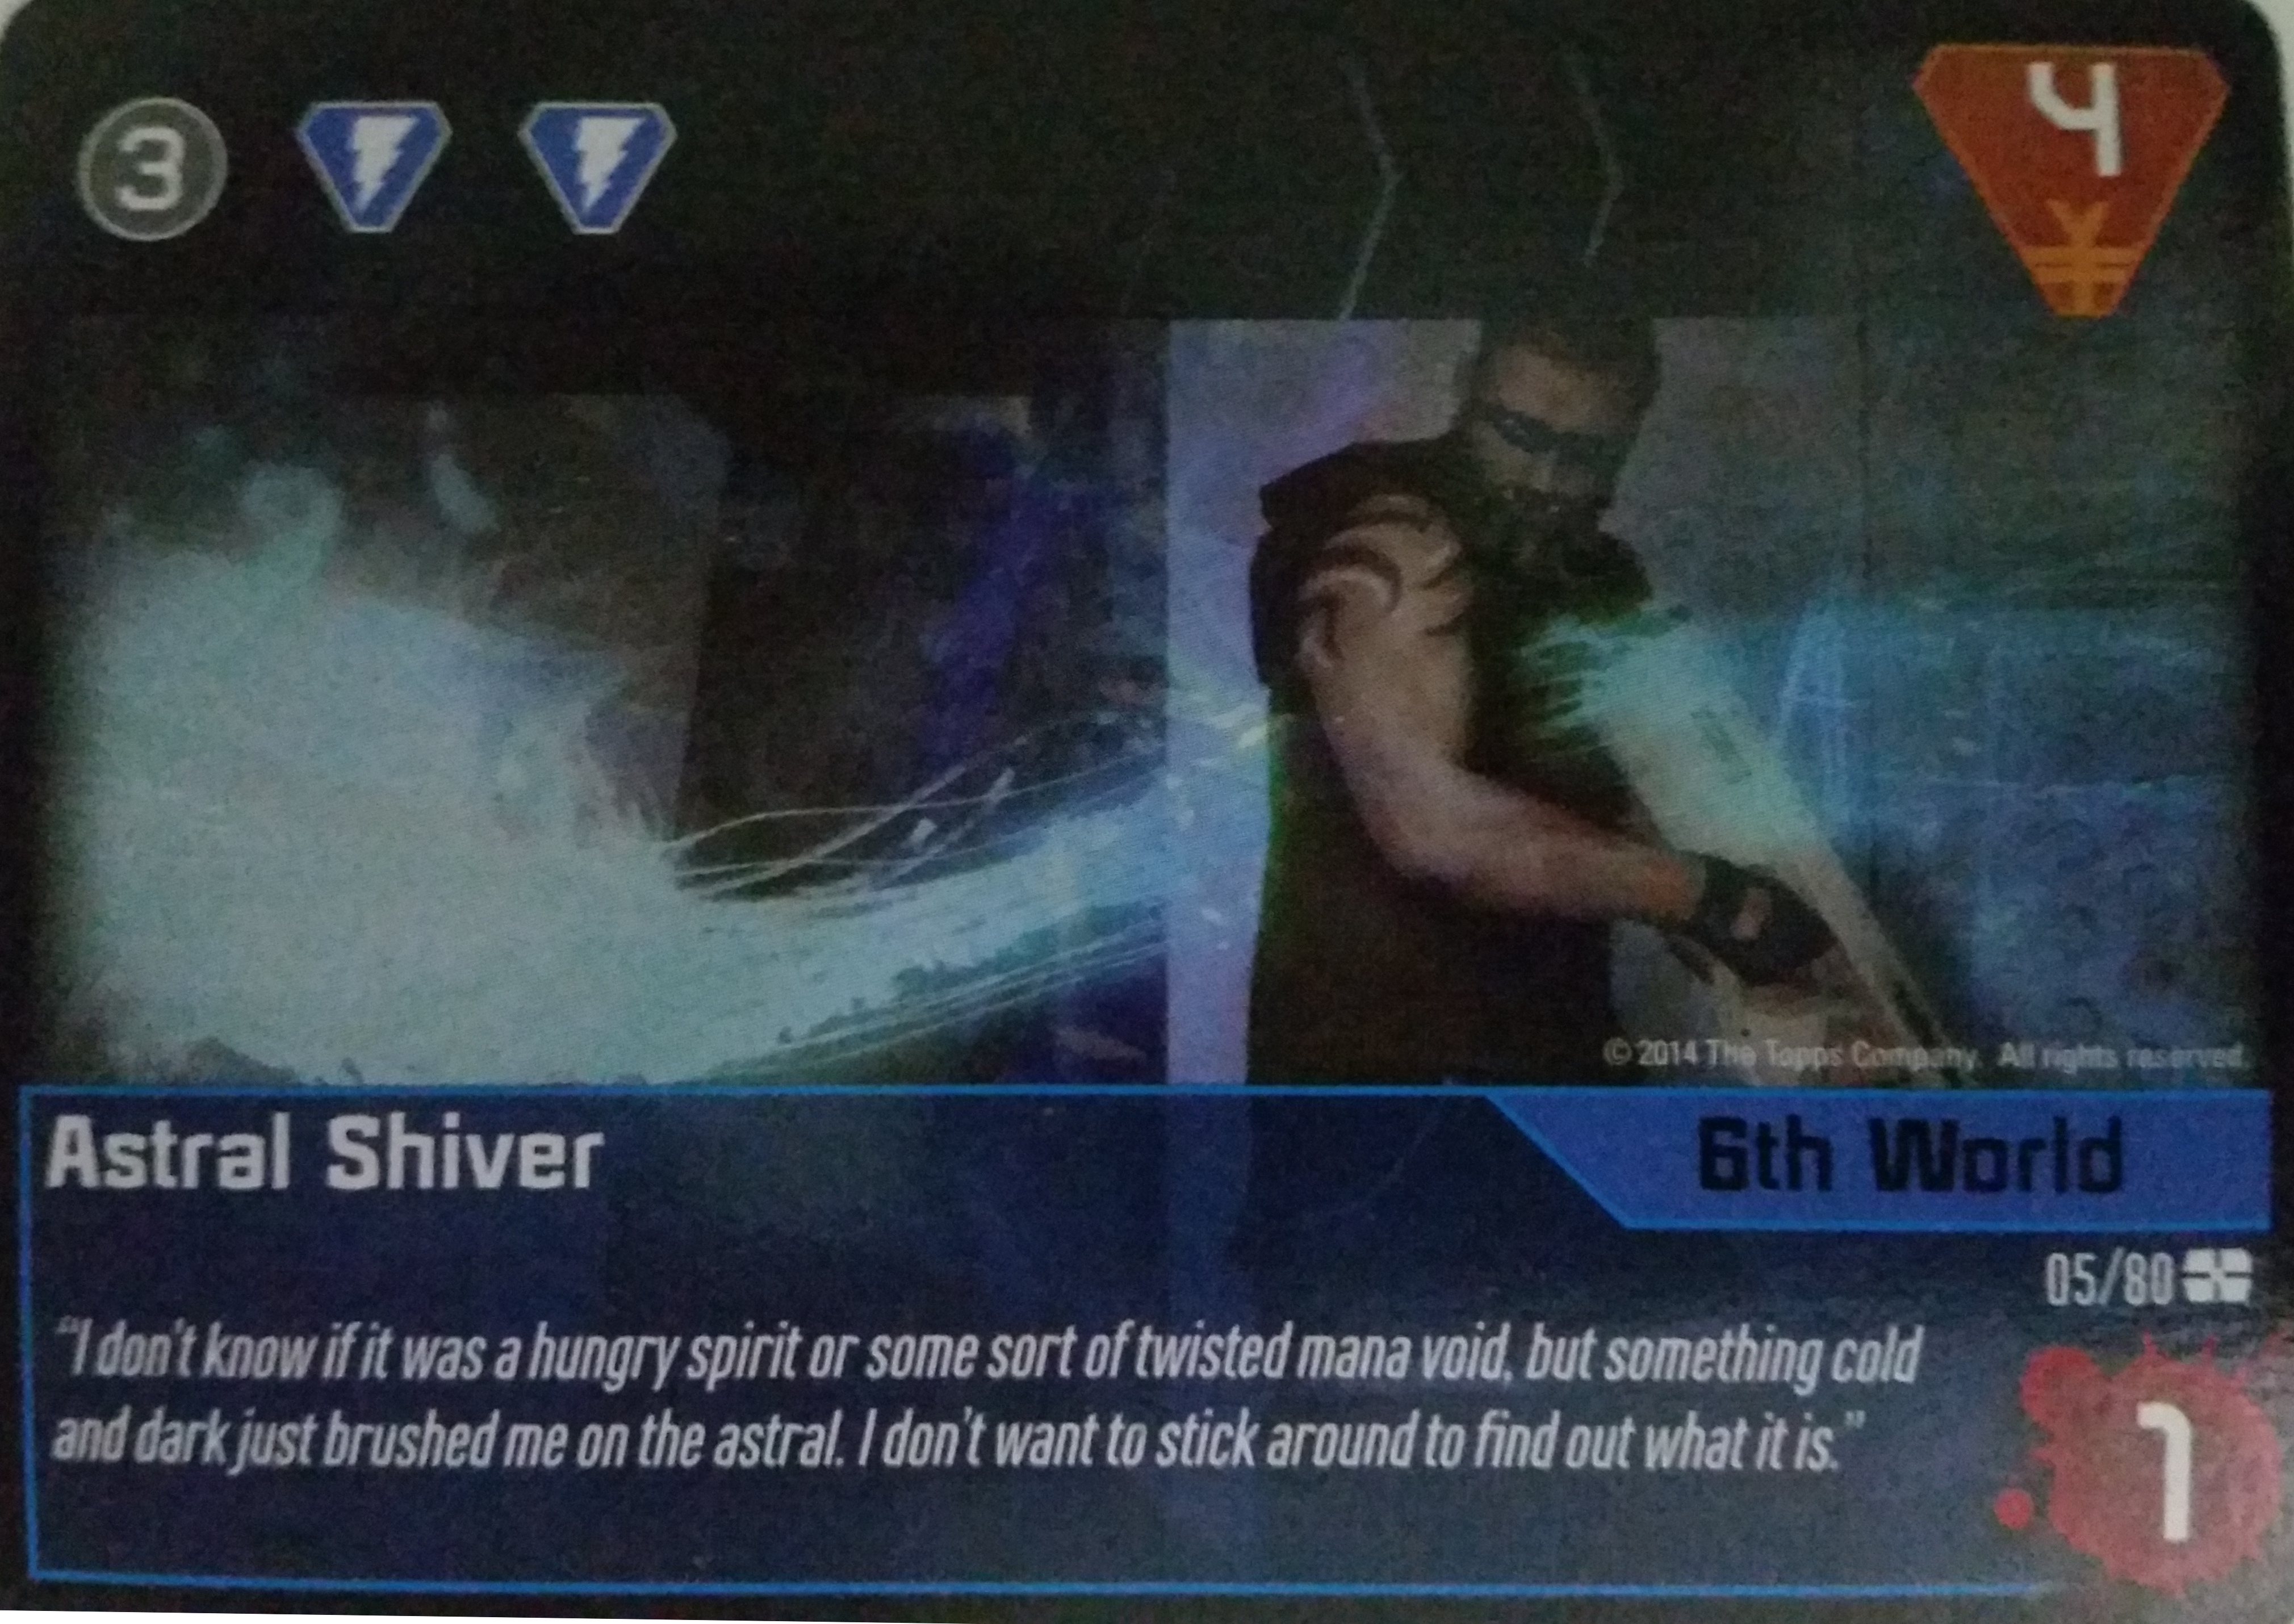 3
4
¥
© 2014 The Topps Company. All rights reserved.
Astral Shiver
6th World
05/80
“I don't know if it was a hungry spirit or some sort of twisted mana void, but something cold
and dark just brushed me on the astral. I don't want to stick around to find out what it is.”
1